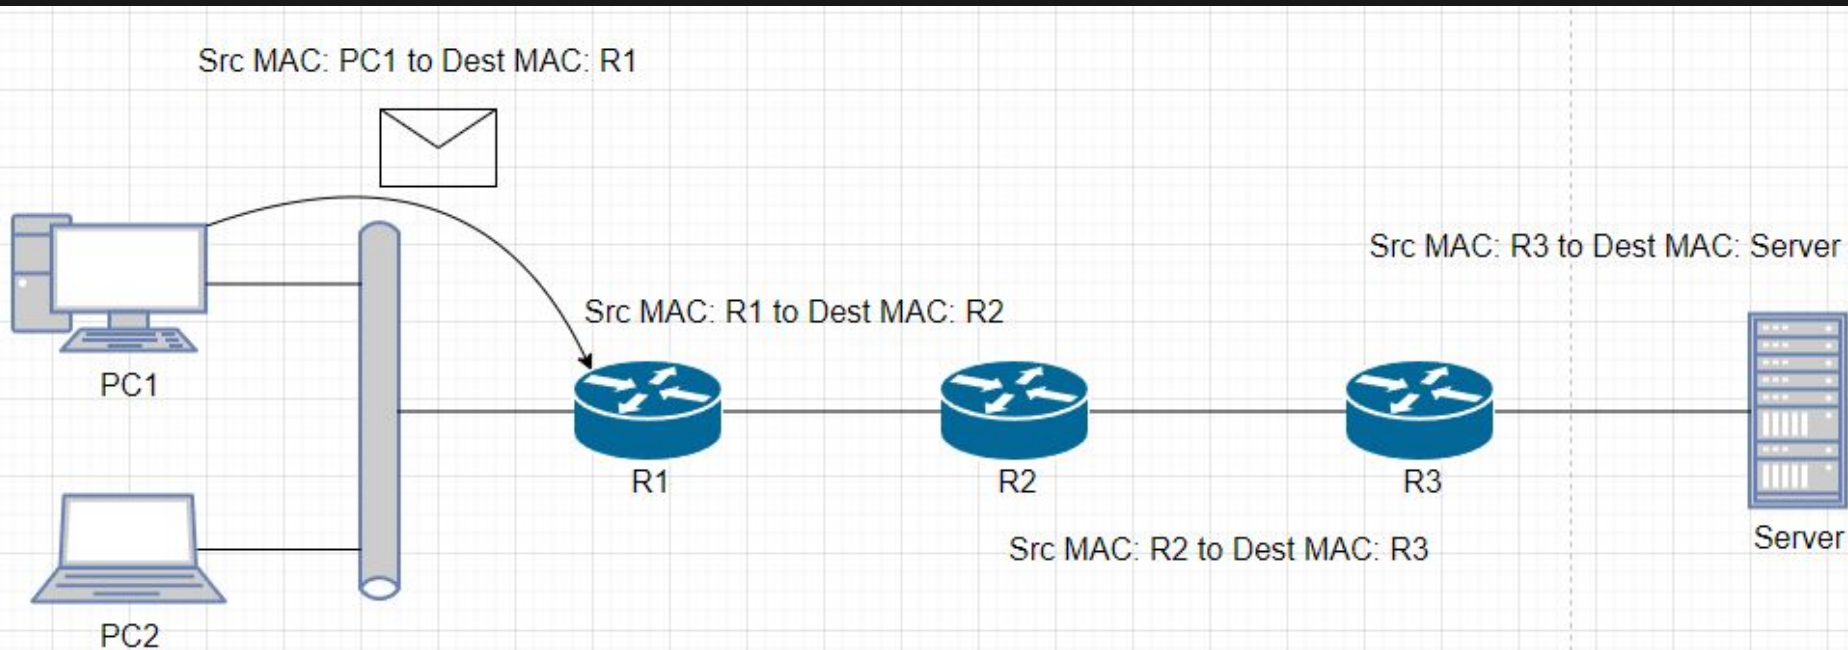 Src MAC: PC1 to Dest MAC: R1
Src MAC: R3 to Dest MAC: Server
Src MAC: R1 to Dest MAC: R2
PC1
R1
R2
R3
Server
Src MAC: R2 to Dest MAC: R3
PC2